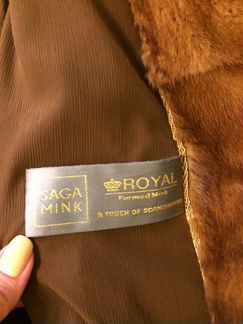 SAGA
MINK
ROYAL
Farmed Mink
A TOUCH OF SCANDINAVIA